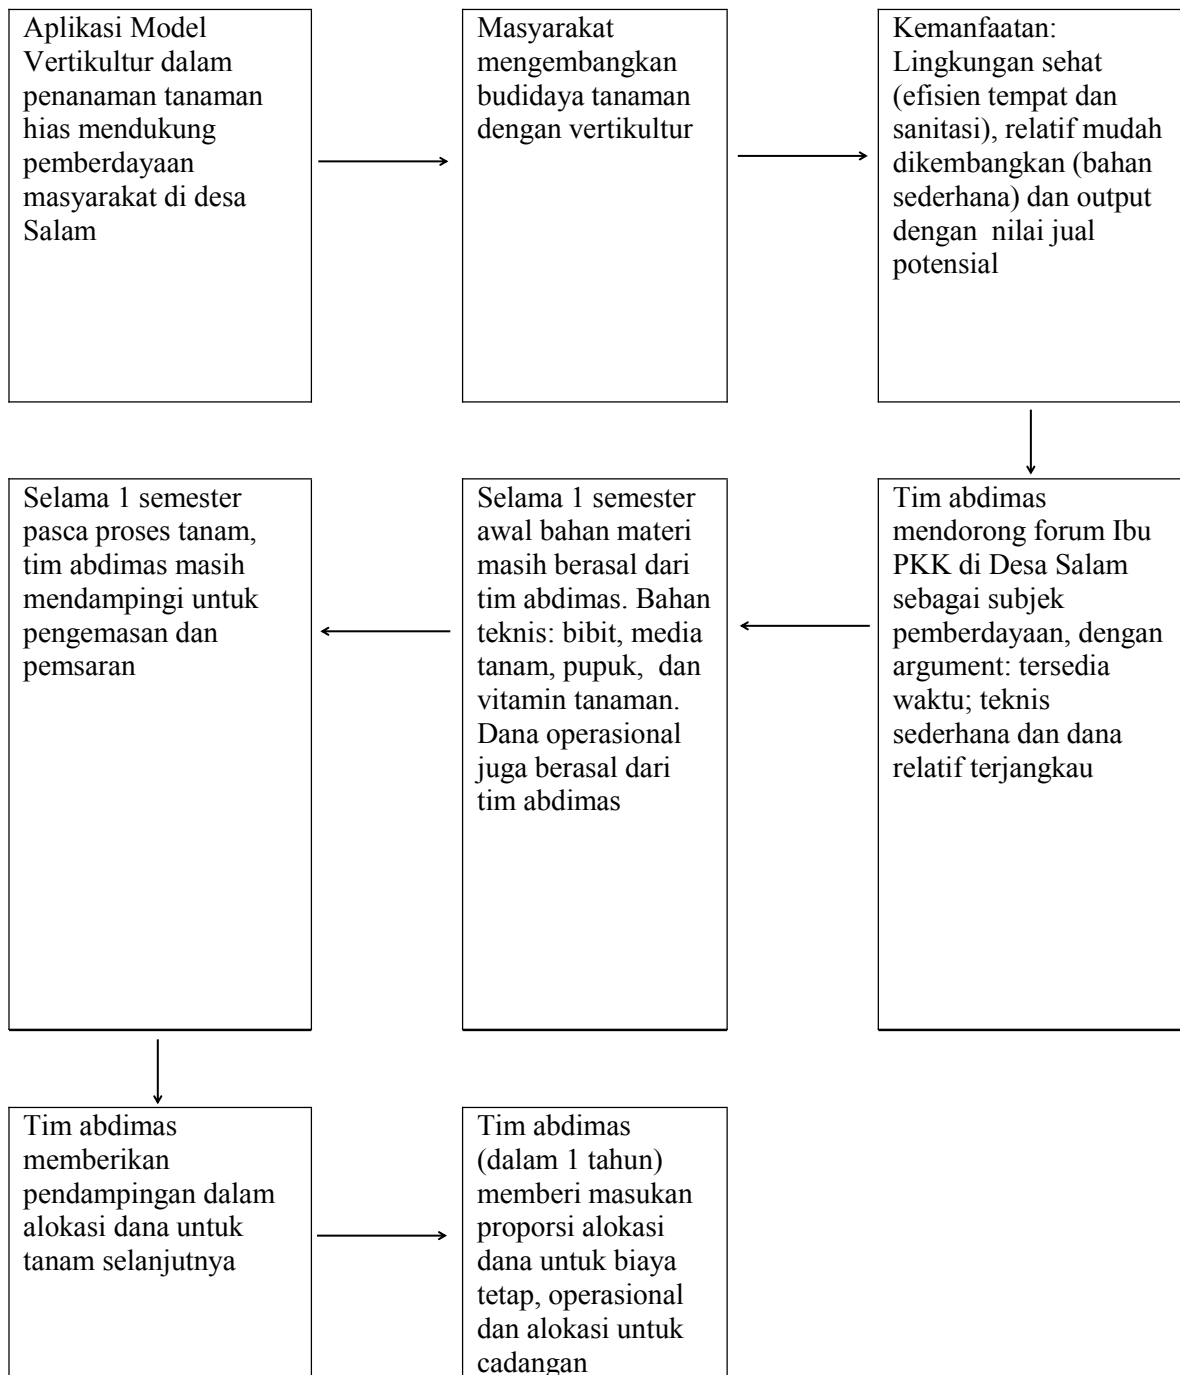 Aplikasi Model
Vertikultur dalam
penanaman tanaman
hias mendukung
pemberdayaan
masyarakat di desa
Salam
Masyarakat
mengembangkan
budidaya tanaman
dengan vertikultur
Kemanfaatan:
Lingkungan sehat
(efisien tempat dan
sanitasi), relatif mudah
dikembangkan (bahan
sederhana) dan output
dengan  nilai jual
potensial
Tim abdimas
mendorong forum Ibu
PKK di Desa Salam
sebagai subjek
pemberdayaan, dengan
argument: tersedia
waktu; teknis
sederhana dan dana
relatif terjangkau
Selama 1 semester
awal bahan materi
masih berasal dari
tim abdimas. Bahan
teknis: bibit, media
tanam, pupuk,  dan
vitamin tanaman.
Dana operasional
juga berasal dari
tim abdimas
Selama 1 semester
pasca proses tanam,
tim abdimas masih
mendampingi untuk
pengemasan dan
pemsaran
Tim abdimas
memberikan
pendampingan dalam
alokasi dana untuk
tanam selanjutnya
Tim abdimas
(dalam 1 tahun)
memberi masukan
proporsi alokasi
dana untuk biaya
tetap, operasional
dan alokasi untuk
cadangan